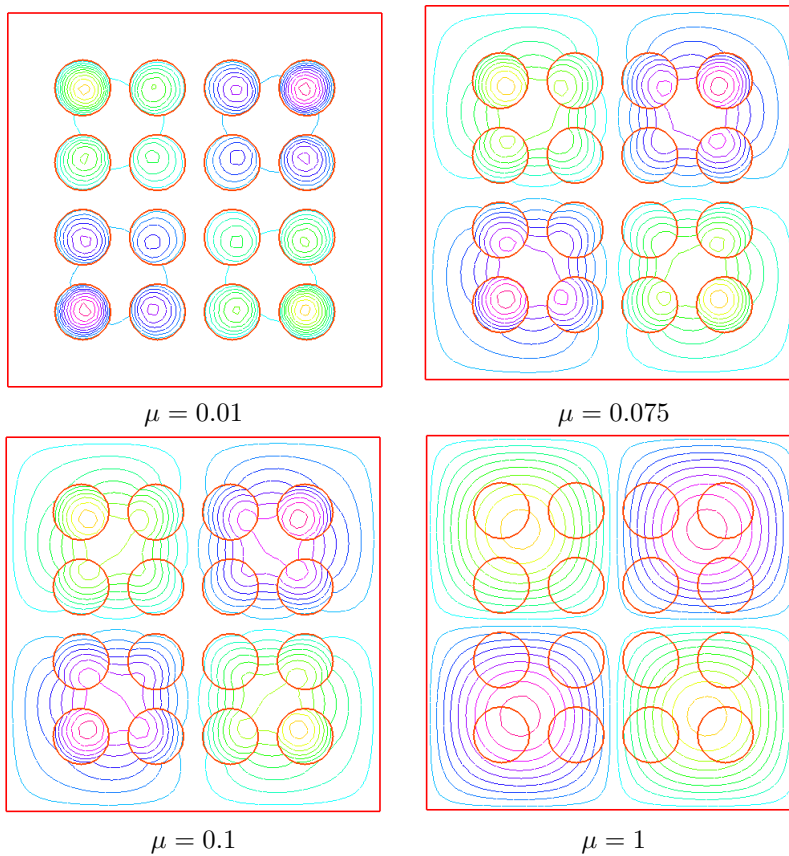 μ = 0.01
μ = 0.075
μ = 0.1
μ = 1